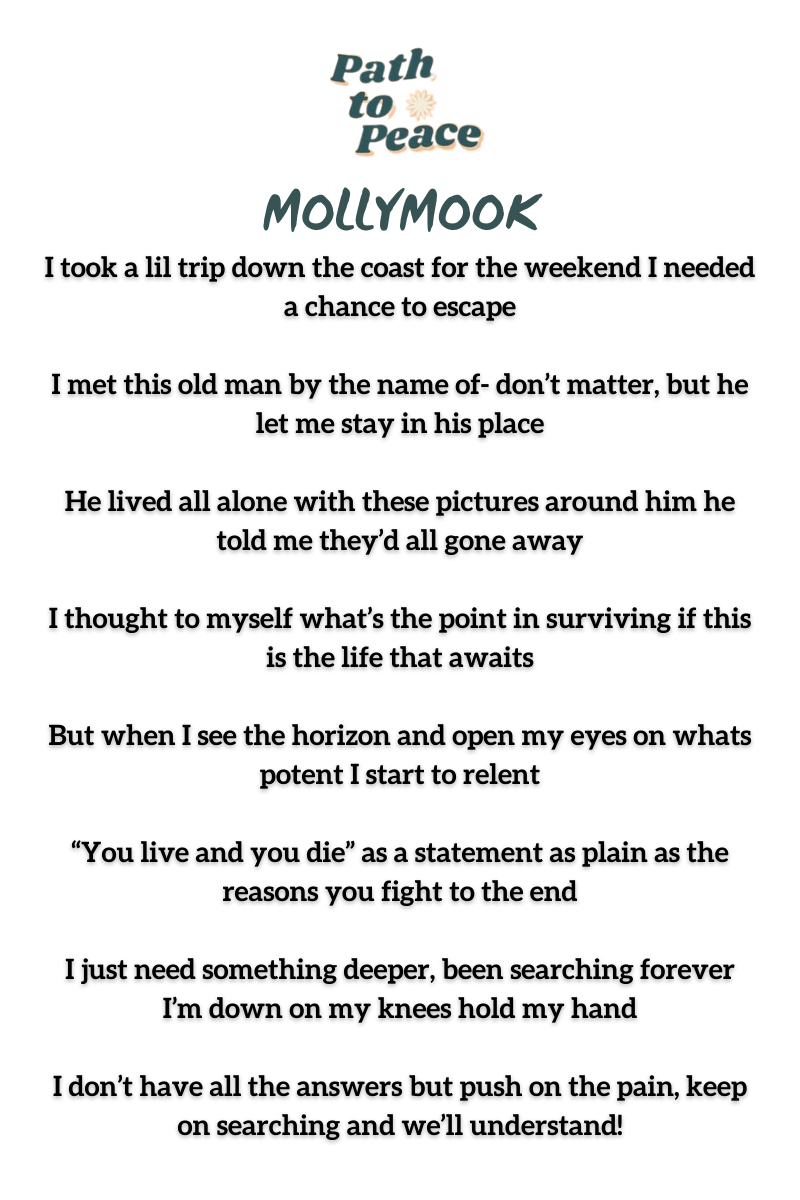 Path
to
Peace
MOLLYMOOK
I took a lil trip down the coast for the weekend I needed
a chance to escape
I met this old man by the name of- don’t matter, but he
let me stay in his place
He lived all alone with these pictures around him he
told me they’d all gone away
I thought to myself what’s the point in surviving if this
is the life that awaits
But when I see the horizon and open my eyes on whats
potent I start to relent
“You live and you die” as a statement as plain as the
reasons you fight to the end
I just need something deeper, been searching forever
I’m down on my knees hold my hand
I don’t have all the answers but push on the pain, keep
on searching and we’ll understand!